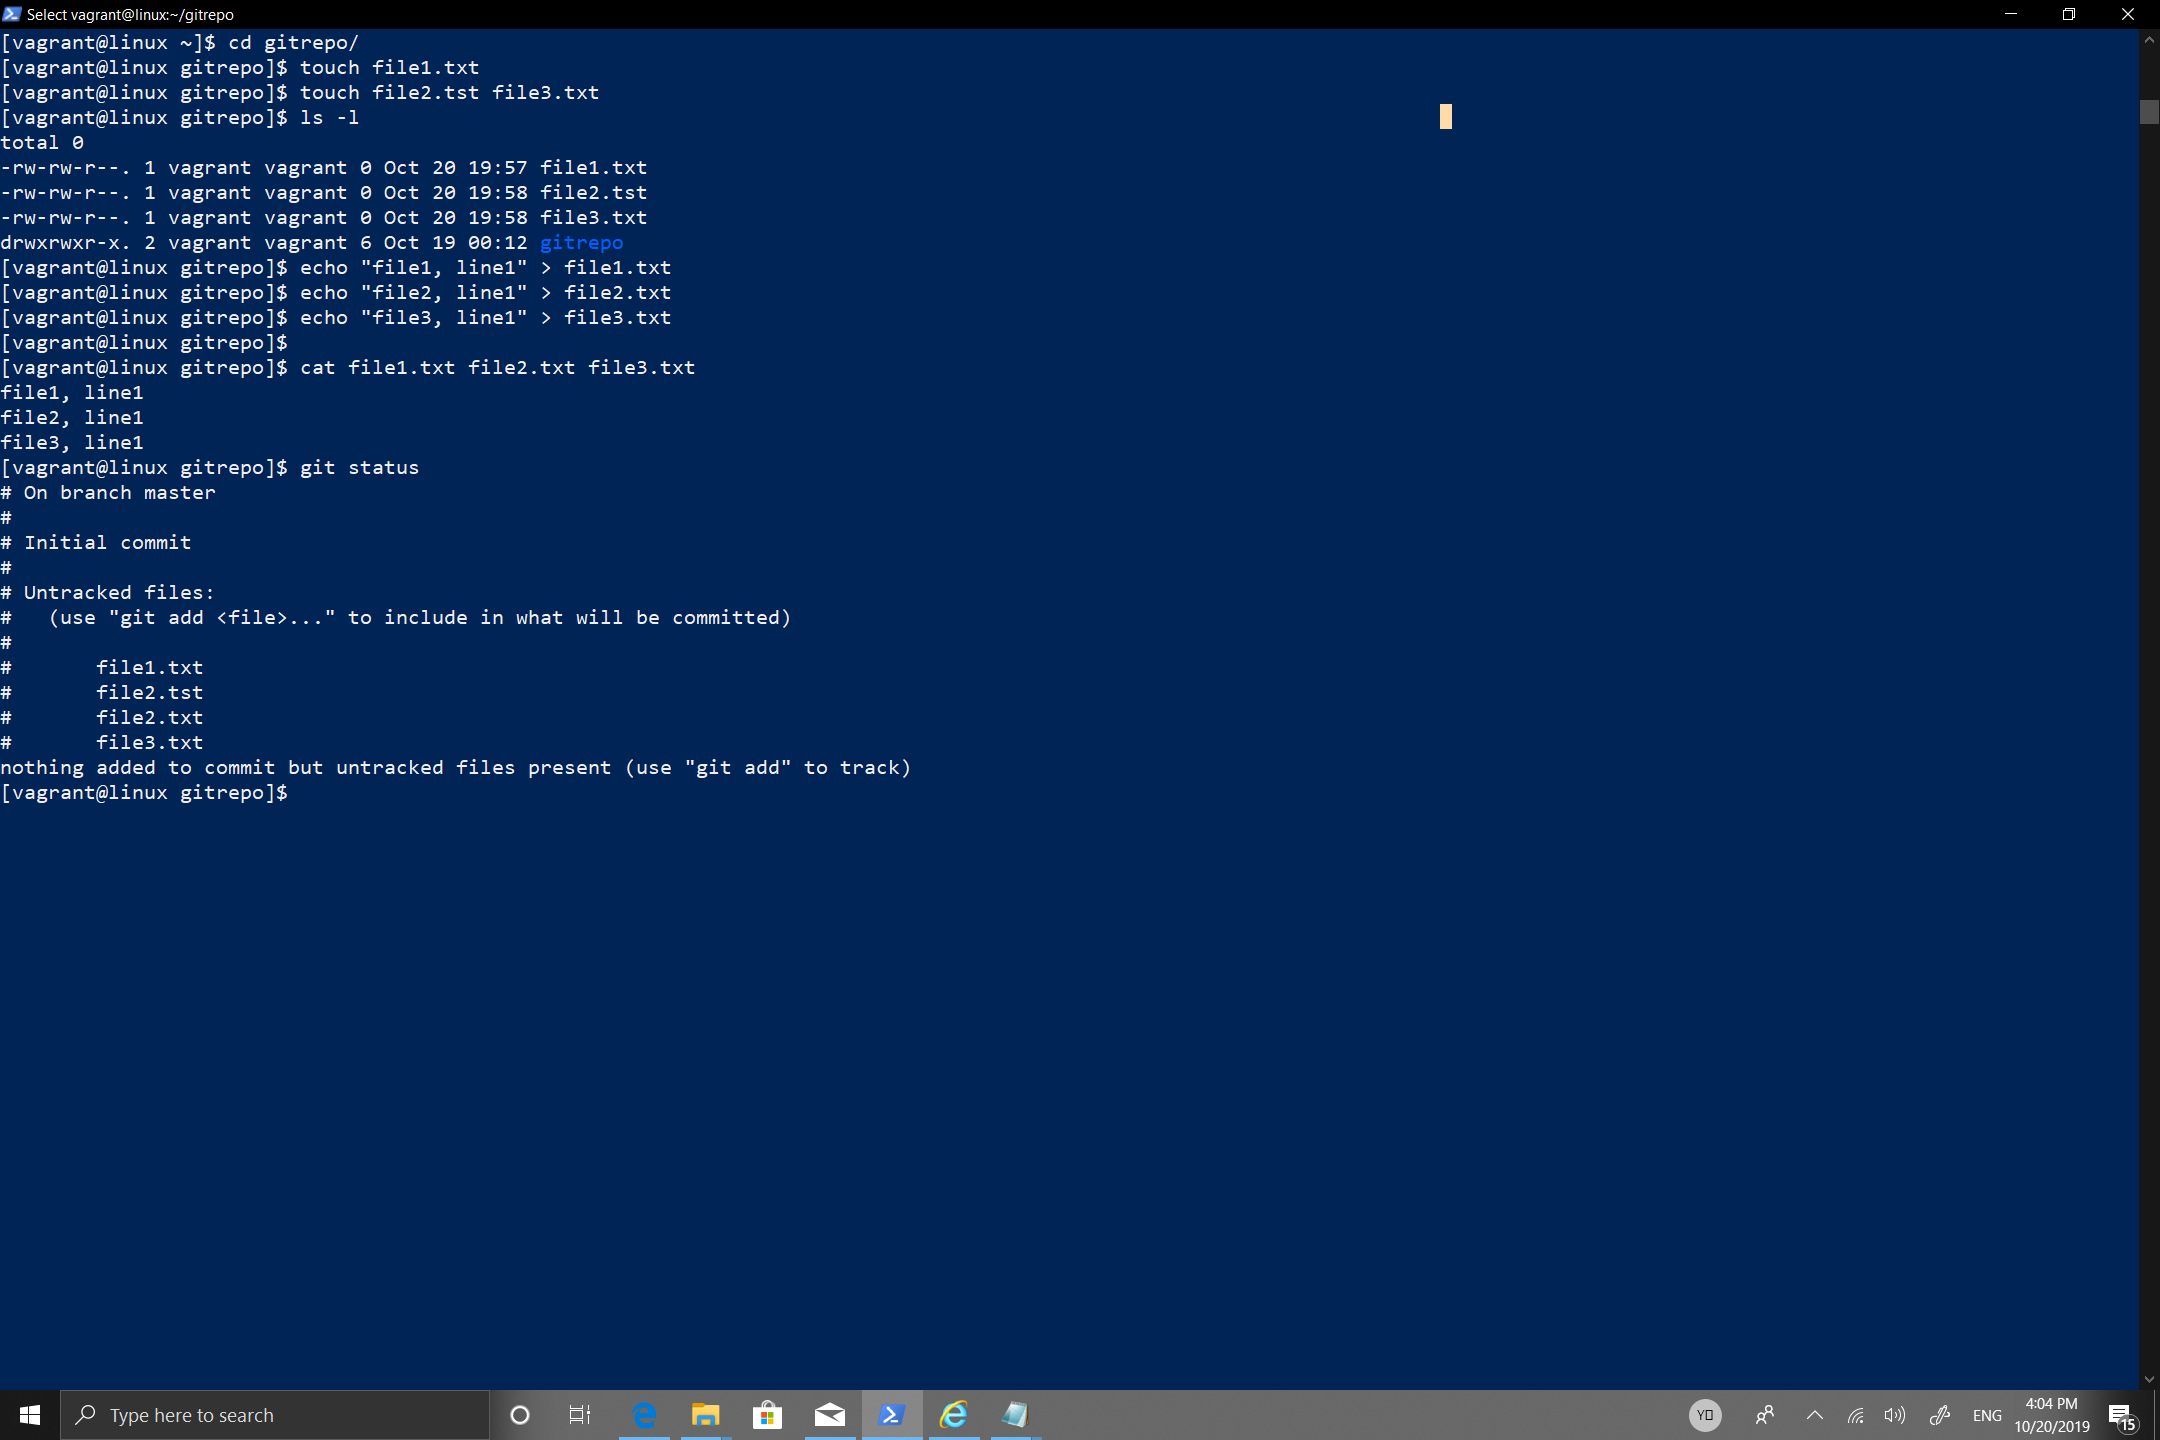 Select vagrant@linux:~/gitrepo
[vagrant@linux ~]$ cd gitrepo/
[vagrant@linux gitrepo]$ touch file1.txt
[vagrant@linux gitrepo]$ touch file2.tst file3.txt
[vagrant@linux gitrepo]$ ls -l
total 0
-rw-rw-r--. 1 vagrant vagrant 0 Oct 20 19:57 file1.txt
-rw-rw-r--. 1 vagrant vagrant 0 Oct 20 19:58 file2.tst
-rw-rw-r--. 1 vagrant vagrant 0 Oct 20 19:58 file3.txt
drwxrwxr-x. 2 vagrant vagrant 6 Oct 19 00:12 gitrepo
[vagrant@linux gitrepo]$ echo "file1, line1" > file1.txt
[vagrant@linux gitrepo]$ echo "file2, line1" > file2.txt
[vagrant@linux gitrepo]$ echo "file3, line1" > file3.txt
[vagrant@linux gitrepo]$
[vagrant@linux gitrepo]$ cat file1.txt file2.txt file3.txt
file1, line1
file2, line1
file3, line1
[vagrant@linux gitrepo]$ git status
# On branch master
#
# Initial commit
#
# Untracked files:
#   (use "git add <file>..." to include in what will be committed)
#
#       file1.txt
#       file2.tst
#       file2.txt
#       file3.txt
nothing added to commit but untracked files present (use "git add" to track)
[vagrant@linux gitrepo]$
Type here to search
ENG
4:04 PM
10/20/2019
15